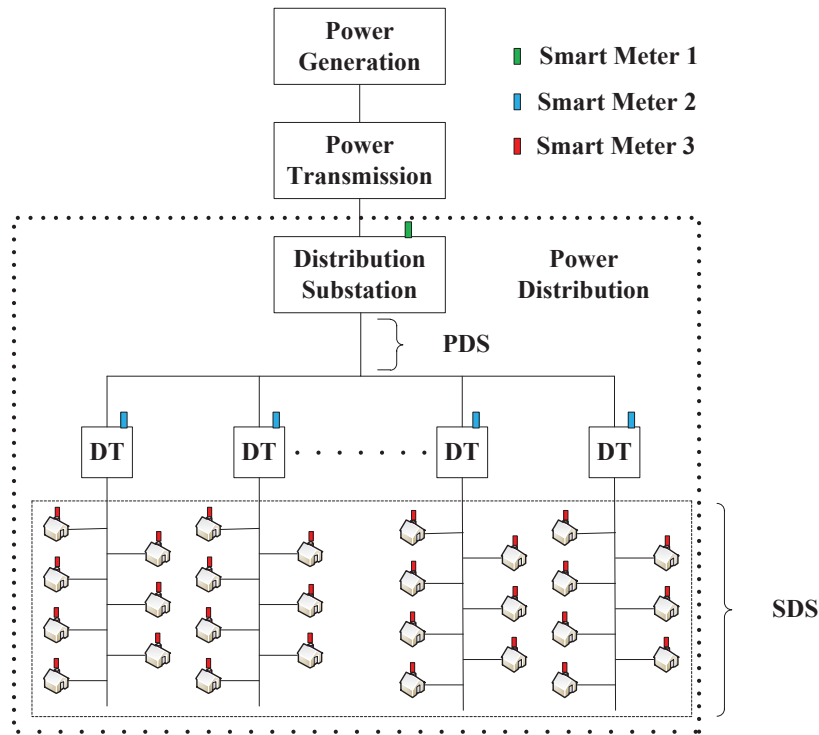 Power
Generation
Smart Meter 1
Smart Meter 2
Smart Meter 3
Power
Transmission
Distribution
Substation
Power
Distribution
PDS
DT
DT
DT
DT
SDS